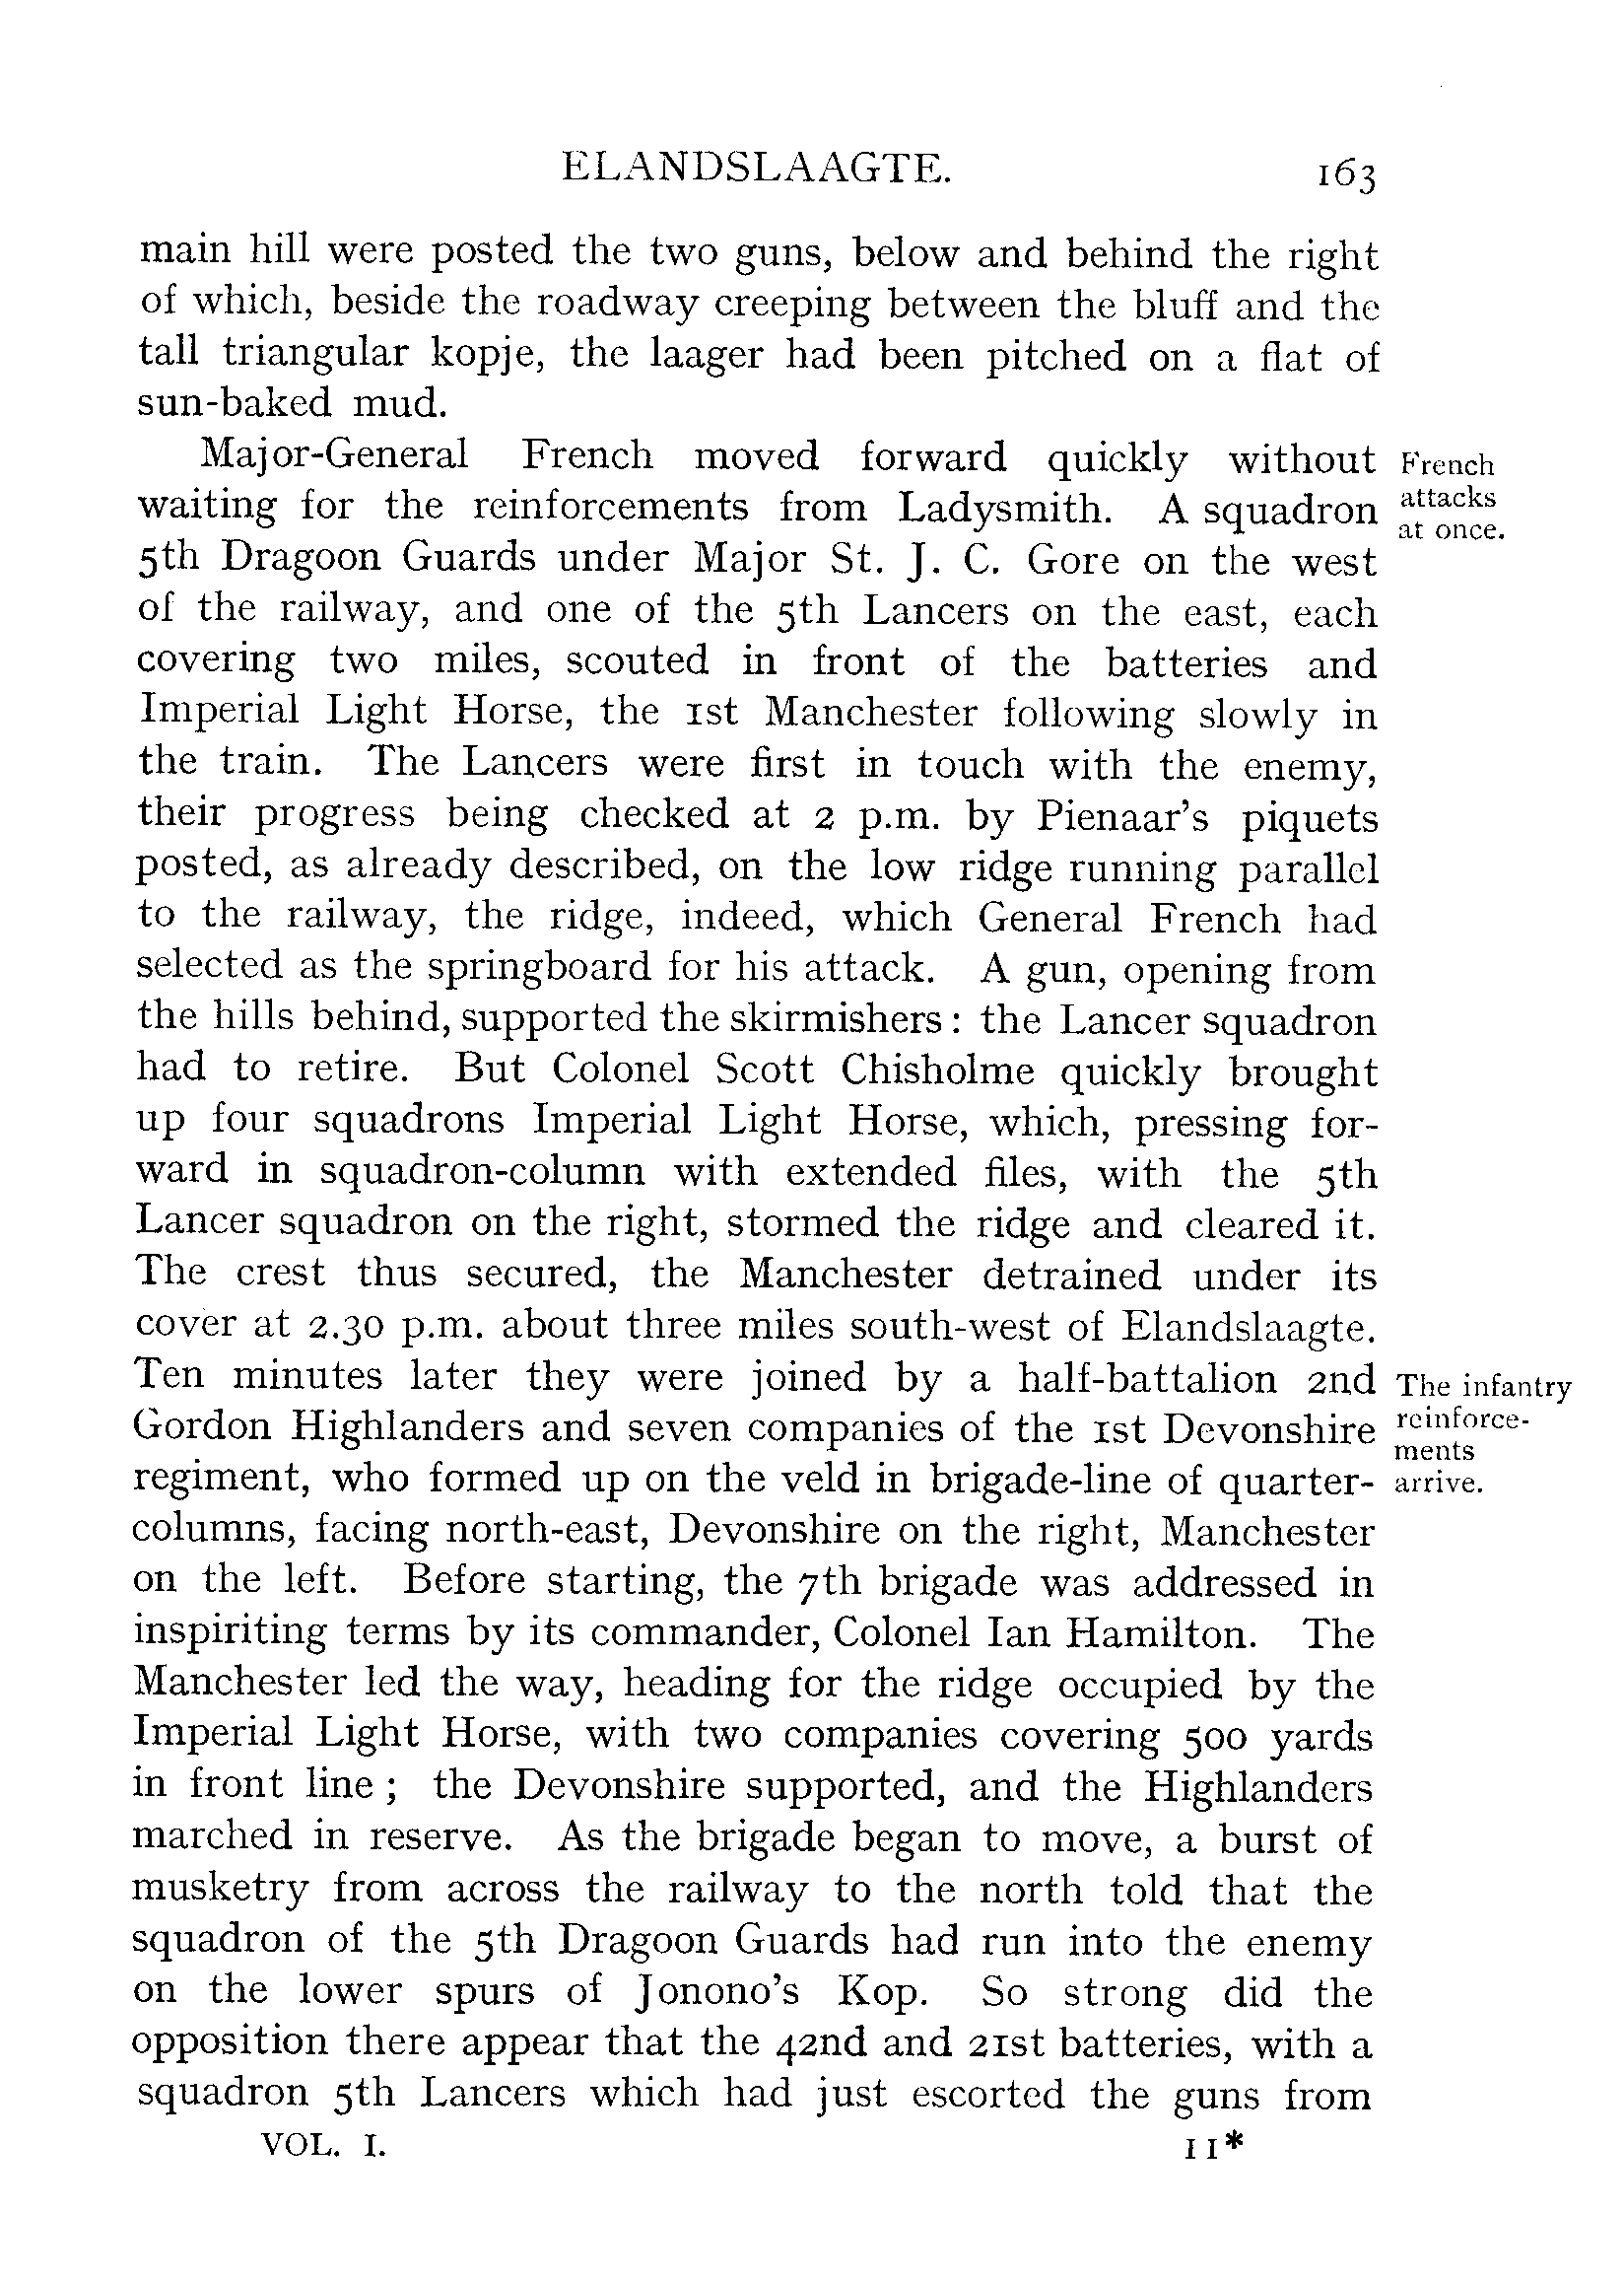 ELANDSLAAGTE. 163
main hill were posted the two guns, below and behind the right
of which, beside the roadway creeping between the bluff and the
tall triangular kopje, the laager had been pitched on a flat of
sun-baked mud.
Major-General French moved forward quickly without
waiting for the reinforcements from Ladysmith. A squadron
5th Dragoon Guards under Major St. J. C. Gore on the west
of the railway, and one of the 5th Lancers on the east, each
covering two miles, scouted in front of the batteries and
Imperial Light Horse, the 1st Manchester following slowly in
the train. The Lancers were first in touch with the enemy,
their progress being checked at 2 p.m. by Pienaar's piquets
posted, as already described, on the low ridge running parallel
to the railway, the ridge, indeed, which General French had
selected as the springboard for his attack. A gun, opening from
the hills behind, supported the skirmishers : the Lancer squadron
had to retire. But Colonel Scott Chisholme quickly brought
up four squadrons Imperial Light Horse, which, pressing for-
ward in squadron-column with extended files, with the 5th
Lancer squadron on the right, stormed the ridge and cleared it.
The crest thus secured, the Manchester detrained under its
cover at 2.30 p.m. about three miles south-west of Elandslaagte.
Ten minutes later they were joined by a half-battalion 2nd
Gordon Highlanders and seven companies of the 1st Devonshire
regiment, who formed up on the veld in brigade-line of quarter-
columns, facing north-east, Devonshire on the right, Manchester
on the left. Before starting, the 7th brigade was addressed in
inspiriting terms by its commander, Colonel Ian Hamilton. The
Manchester led the way, heading for the ridge occupied by the
Imperial Light Horse, with two companies covering 500 yards
in front line ; the Devonshire supported, and the Highlanders
marched in reserve. As the brigade began to move, a burst of
musketry from across the railway to the north told that the
squadron of the 5th Dragoon Guards had run into the enemy
on the lower spurs of Jonono's Kop. So strong did the
opposition there appear that the 42nd and 21st batteries, with a
squadron 5th Lancers which had just escorted the guns from
VOL. I. 11*
French
attacks
at once.
The infantry
reinforce-
ments
arrive.